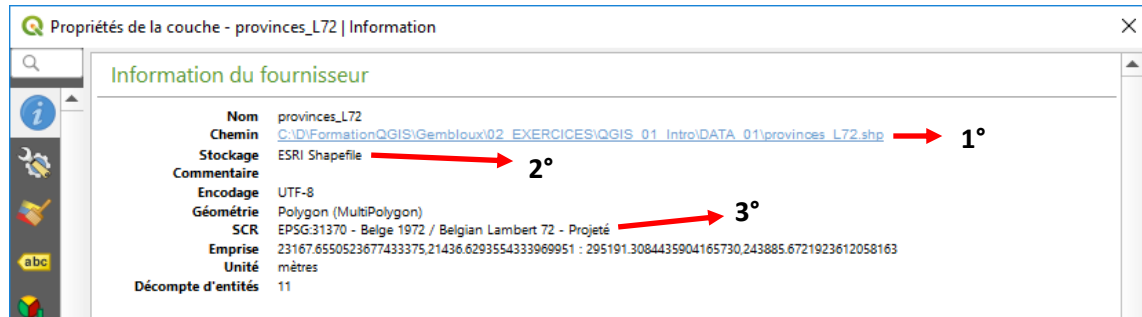 Propriétés de la couche - provinces_L72 | Information
Information du fournisseur
Nom provinces_L72
Chemin C:\D\FormationQGIS\Gembloux\02_EXERCICES\QGIS_01_Intro\DATA_01\provinces_L72.shp 1°
Stockage ESRI Shapefile 2°
Commentaire
Encodage UTF-8
Géométrie Polygon (MultiPolygon)
SCR EPSG:31370 - Belge 1972 / Belgian Lambert 72 - Projeté 3°
Emprise 23167.6550523677433375,21436.6293554333969951 : 295191.3084435904165730,243885.6721923612058163
Unité mètres
Décompte d'entités 11
abc